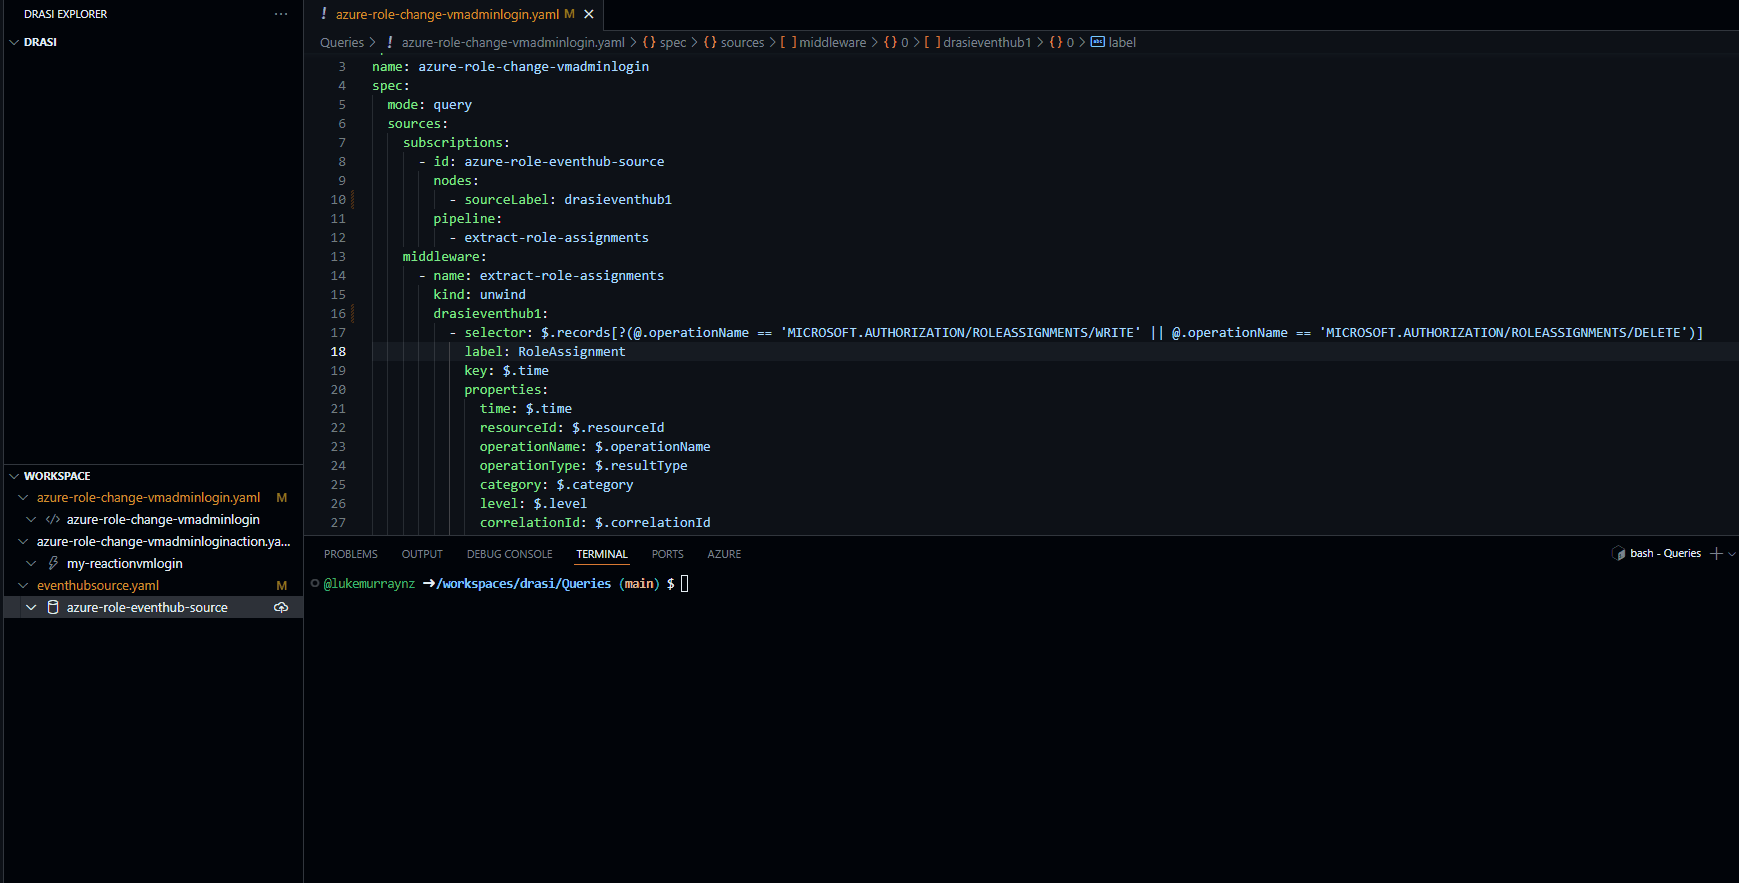 DRASI EXPLORER
DRASI
WORKSPACE
azure-role-change-vmadminlogin.yaml M
azure-role-change-vmadminlogin
azure-role-change-vmadminloginaction.ya...
my-reactionvmlogin
eventhubsource.yaml M
azure-role-eventhub-source
! azure-role-change-vmadminlogin.yaml M
Queries > ! azure-role-change-vmadminlogin.yaml > {} spec > {} sources > [ ] middleware > {} 0 > [ ] drasieventhub1 > {} 0 > abc label
3 name: azure-role-change-vmadminlogin
4 spec:
5 mode: query
6 sources:
7 subscriptions:
8 - id: azure-role-eventhub-source
9 nodes:
10 - sourceLabel: drasieventhub1
11 pipeline:
12 - extract-role-assignments
13 middleware:
14 - name: extract-role-assignments
15 kind: unwind
16 drasieventhub1:
17 - selector: $.records[?(@.operationName == 'MICROSOFT.AUTHORIZATION/ROLEASSIGNMENTS/WRITE' || @.operationName == 'MICROSOFT.AUTHORIZATION/ROLEASSIGNMENTS/DELETE')]
18 label: RoleAssignment
19 key: $.time
20 properties:
21 time: $.time
22 resourceId: $.resourceId
23 operationName: $.operationName
24 operationType: $.resultType
25 category: $.category
26 level: $.level
27 correlationId: $.correlationId
PROBLEMS OUTPUT DEBUG CONSOLE TERMINAL PORTS AZURE
bash - Queries
@lukemurraynz ➜/workspaces/drasi/Queries (main) $